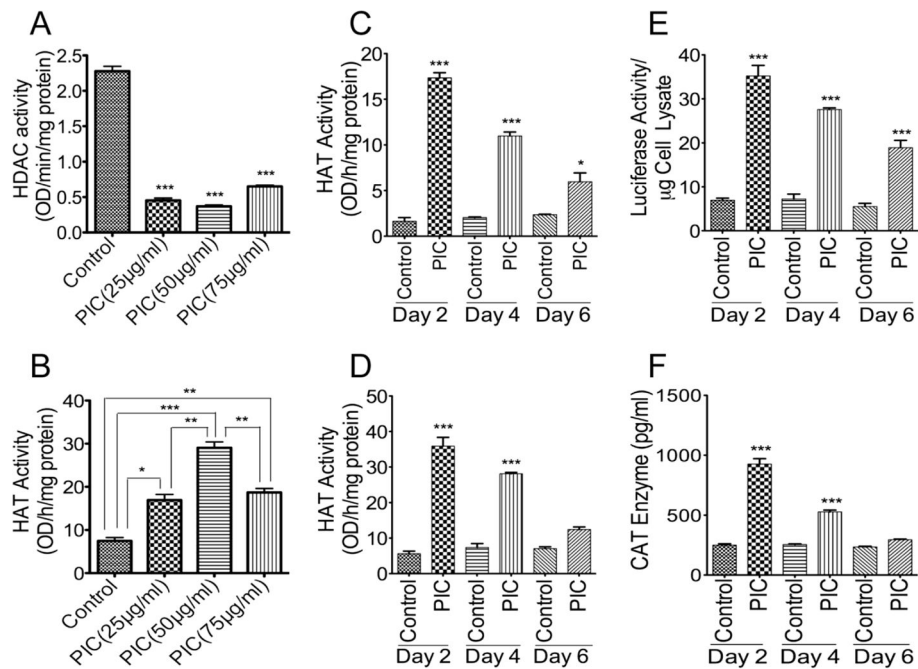 A
HDAC activity
(OD/min/mg protein)
2.5
2.0
1.5
1.0
0.5
0.0
***
***
***
Control
PIC(25µg/ml)
PIC(50µg/ml)
PIC(75µg/ml)
B
HAT Activity
(OD/h/mg protein)
40
30
20
10
0
**
***
**
**
*
Control
PIC(25µg/ml)
PIC(50µg/ml)
PIC(75µg/ml)
C
HAT Activity
(OD/h/mg protein)
20
15
10
5
0
***
***
*
Control PIC Control PIC Control PIC
Day 2 Day 4 Day 6
D
HAT Activity
(OD/h/mg protein)
60
40
20
0
***
***
Control PIC Control PIC Control PIC
Day 2 Day 4 Day 6
E
Luciferase Activity/
µg Cell Lysate
40
30
20
10
0
***
***
***
Control PIC Control PIC Control PIC
Day 2 Day 4 Day 6
F
CAT Enzyme (pg/ml)
1500
1000
500
0
***
***
Control PIC Control PIC Control PIC
Day 2 Day 4 Day 6